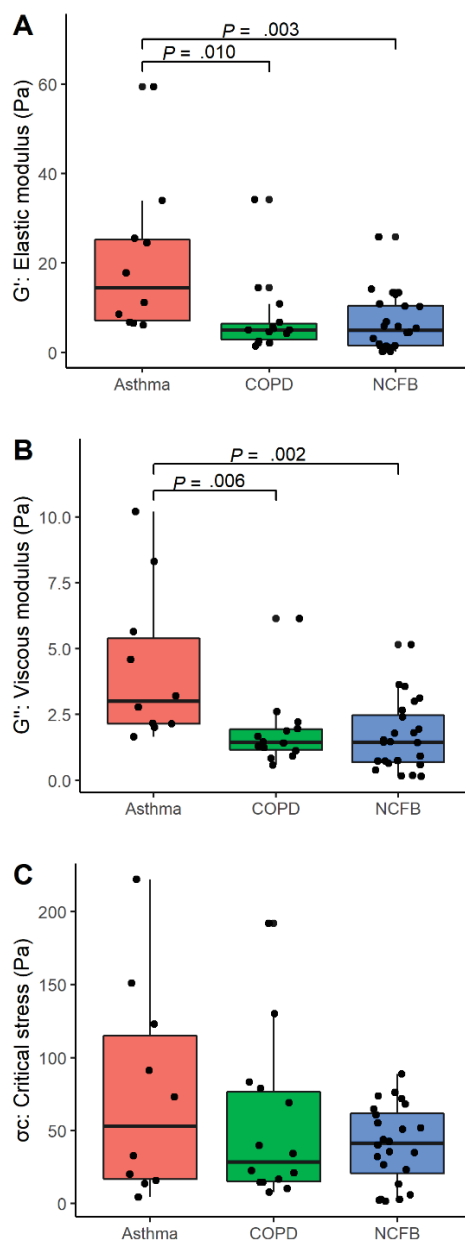 A
P = .003
P = .010
G': Elastic modulus (Pa)
60
40
20
0
Asthma COPD NCFB
B
P = .002
P = .006
G": Viscous modulus (Pa)
10.0
7.5
5.0
2.5
0.0
Asthma COPD NCFB
C
σc: Critical stress (Pa)
200
150
100
50
0
Asthma COPD NCFB